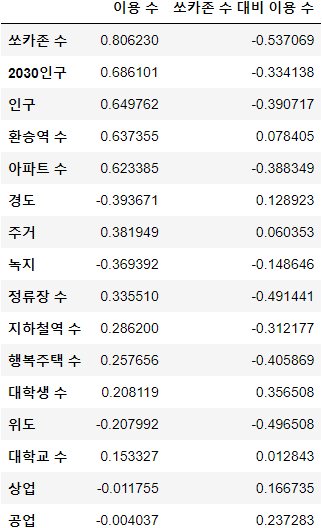 이용 수 쏘카존 수 대비 이용 수
쏘카존 수 0.806230 -0.537069
2030인구 0.686101 -0.334138
인구 0.649762 -0.390717
환승역 수 0.637355 0.078405
아파트 수 0.623385 -0.388349
경도 -0.393671 0.128923
주거 0.381949 0.060353
녹지 -0.369392 -0.148646
정류장 수 0.335510 -0.491441
지하철역 수 0.286200 -0.312177
행복주택 수 0.257656 -0.405869
대학생 수 0.208119 0.356508
위도 -0.207992 -0.496508
대학교 수 0.153327 0.012843
상업 -0.011755 0.166735
공업 -0.004037 0.237283